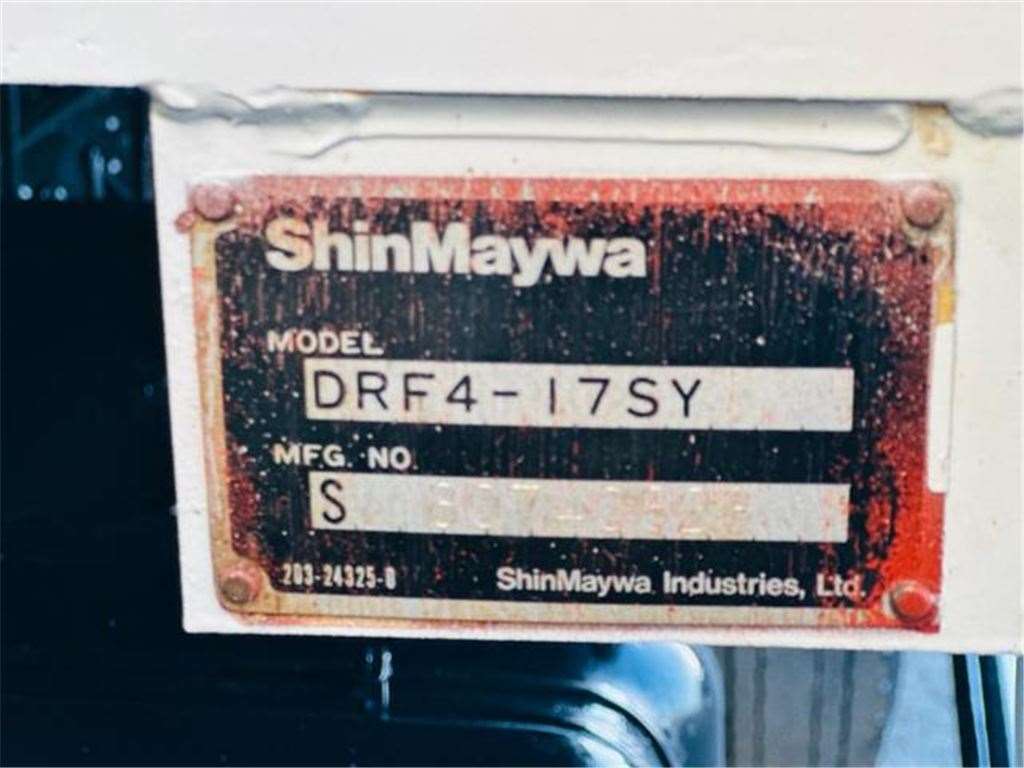 ShinMaywa
MODEL
DRF4-17SY
MFG. NO.
S
203-24325-0
ShinMaywa Industries, Ltd.